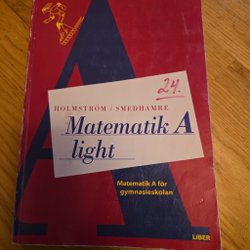 24.
HOLMSTRÖM / SMEDHAMRE
Matematik A
light
Matematik A för
gymnasieskolan
LIBER